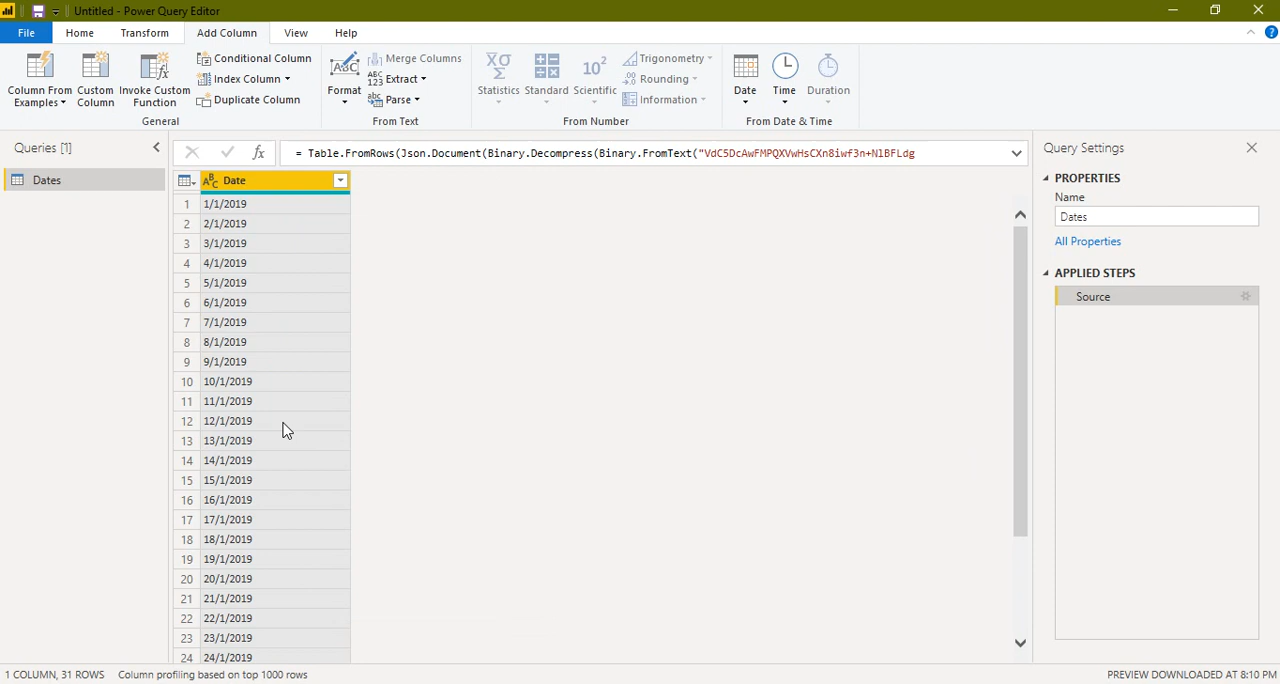 Untitled - Power Query Editor
File Home Transform Add Column View Help
Column From Examples
Custom Column
Invoke Custom Function
Conditional Column
Index Column
Duplicate Column
General
Format
Merge Columns
Extract
Parse
From Text
Statistics
Standard
Scientific
Trigonometry
Rounding
Information
From Number
Date
Time
Duration
From Date & Time
Queries [1]
Dates
= Table.FromRows(Json.Document(Binary.Decompress(Binary.FromText("VdC5DcAwFMPQXVwHsCXn8iwf3n+NlBFLdg
Date
1 1/1/2019
2 2/1/2019
3 3/1/2019
4 4/1/2019
5 5/1/2019
6 6/1/2019
7 7/1/2019
8 8/1/2019
9 9/1/2019
10 10/1/2019
11 11/1/2019
12 12/1/2019
13 13/1/2019
14 14/1/2019
15 15/1/2019
16 16/1/2019
17 17/1/2019
18 18/1/2019
19 19/1/2019
20 20/1/2019
21 21/1/2019
22 22/1/2019
23 23/1/2019
24 24/1/2019
Query Settings
PROPERTIES
Name
Dates
All Properties
APPLIED STEPS
Source
1 COLUMN, 31 ROWS Column profiling based on top 1000 rows
PREVIEW DOWNLOADED AT 8:10 PM